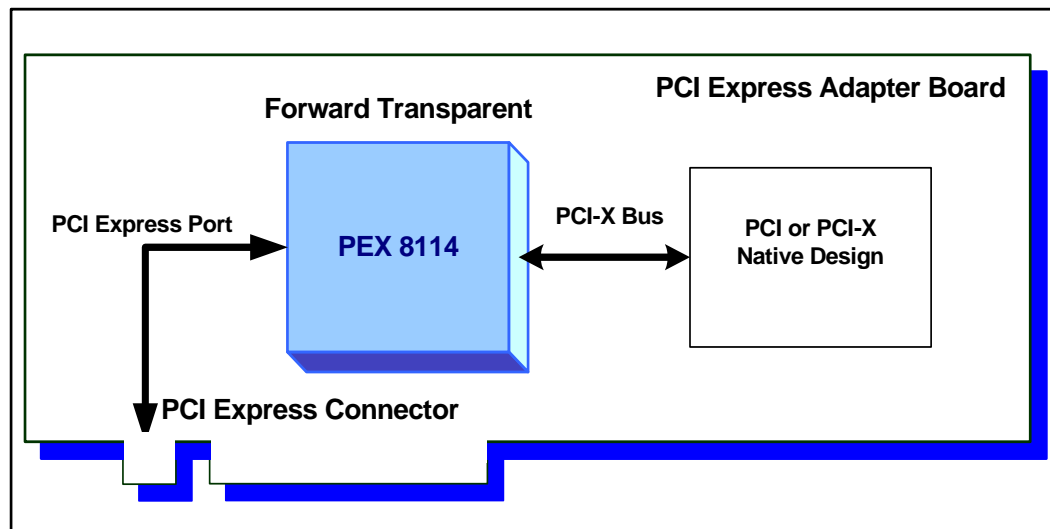 PCI Express Adapter Board
Forward Transparent
PCI Express Port
PEX 8114
PCI-X Bus
PCI or PCI-X
Native Design
PCI Express Connector